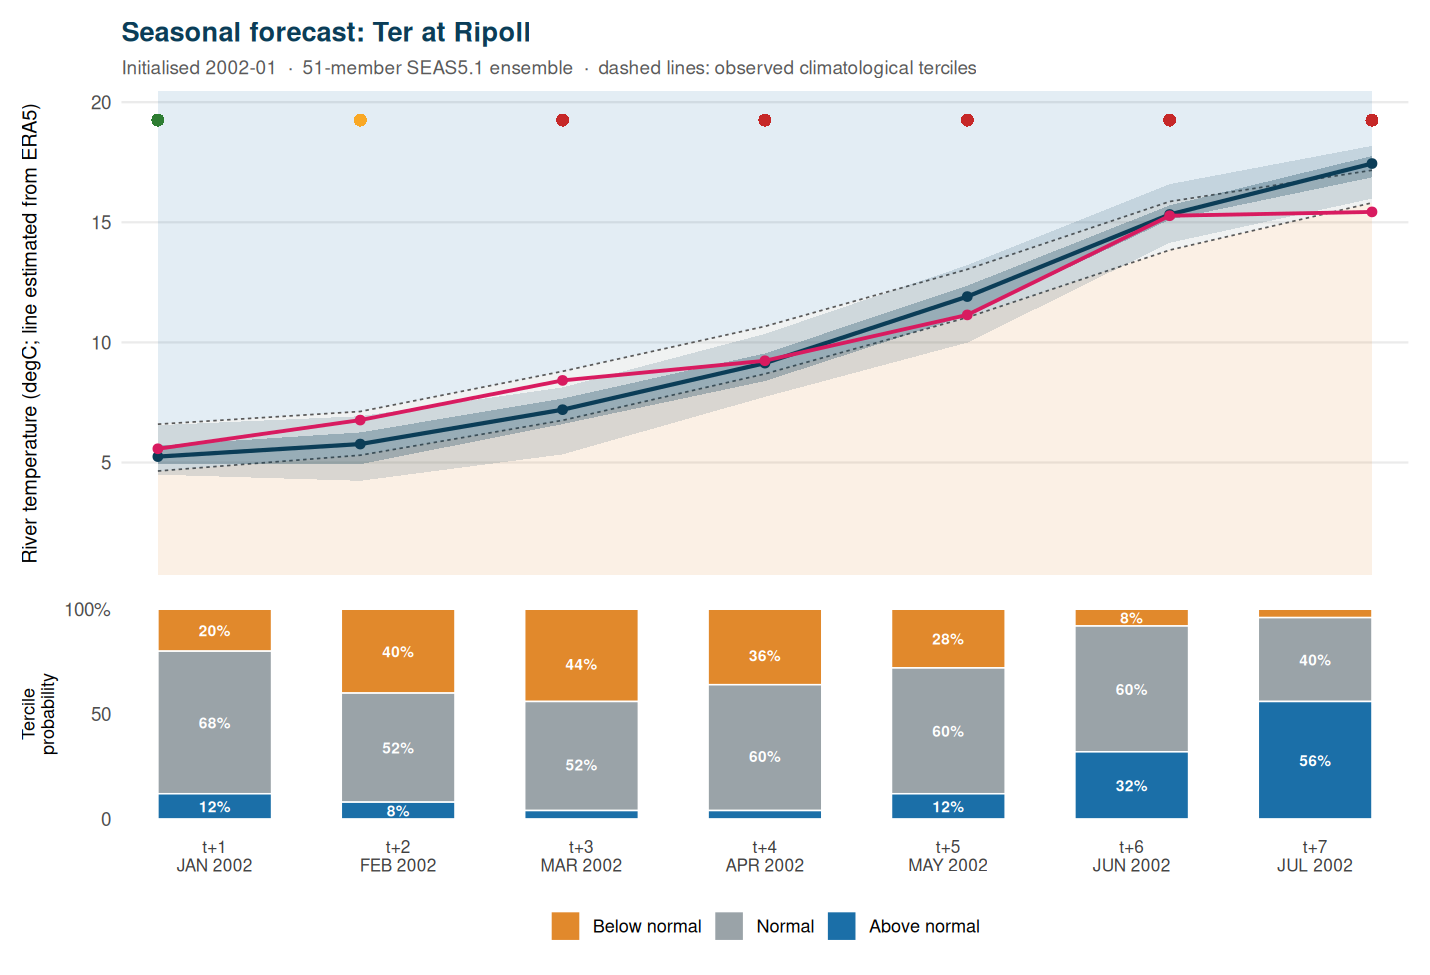 Seasonal forecast: Ter at Ripoll
Initialised 2002-01 · 51-member SEAS5.1 ensemble · dashed lines: observed climatological terciles
River temperature (degC; line estimated from ERA5)
20
15
10
5
Tercile
probability
100%
50
0
20% 40% 44% 36% 28% 8%
68% 52% 52% 60% 60% 60% 40%
12% 8% 12% 32% 56%
t+1 t+2 t+3 t+4 t+5 t+6 t+7
JAN 2002 FEB 2002 MAR 2002 APR 2002 MAY 2002 JUN 2002 JUL 2002
Below normal Normal Above normal